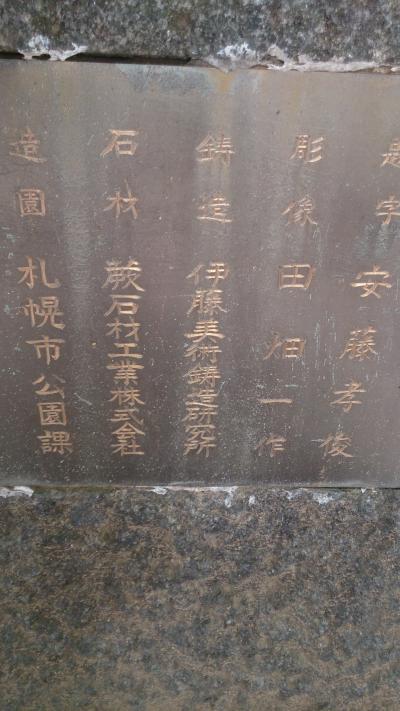 題字 安藤孝俊
彫像 田畑一作
鋳造 伊藤美術鋳造研究所
石材 蕨石材工業株式会社
造園 札幌市公園課